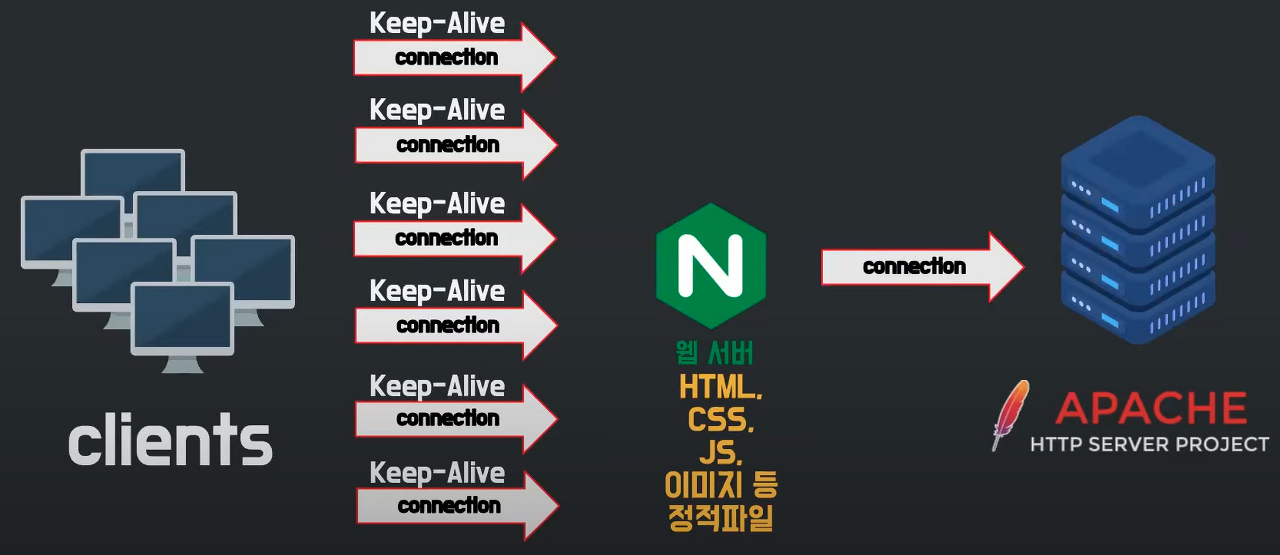 Keep-Alive
connection
Keep-Alive
connection
Keep-Alive
connection
Keep-Alive
connection
Keep-Alive
connection
Keep-Alive
connection
clients
N
웹 서버
HTML,
CSS,
JS,
이미지 등
정적파일
connection
APACHE
HTTP SERVER PROJECT